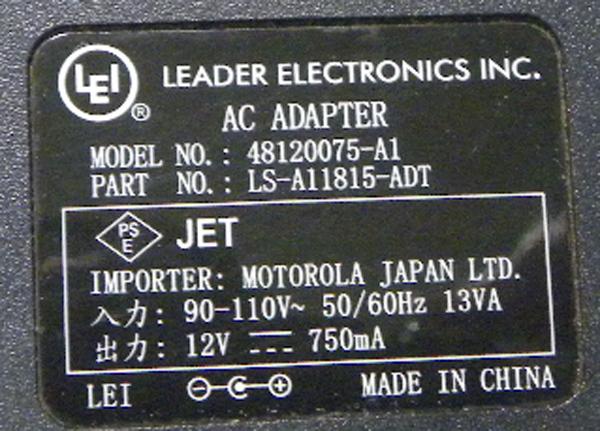 LEI ® LEADER ELECTRONICS INC.
AC ADAPTER
MODEL NO.: 48120075-A1
PART NO.: LS-A11815-ADT
PS E JET
IMPORTER: MOTOROLA JAPAN LTD.
入力: 90-110V~ 50/60Hz 13VA
出力: 12V ⎓ 750mA
LEI MADE IN CHINA